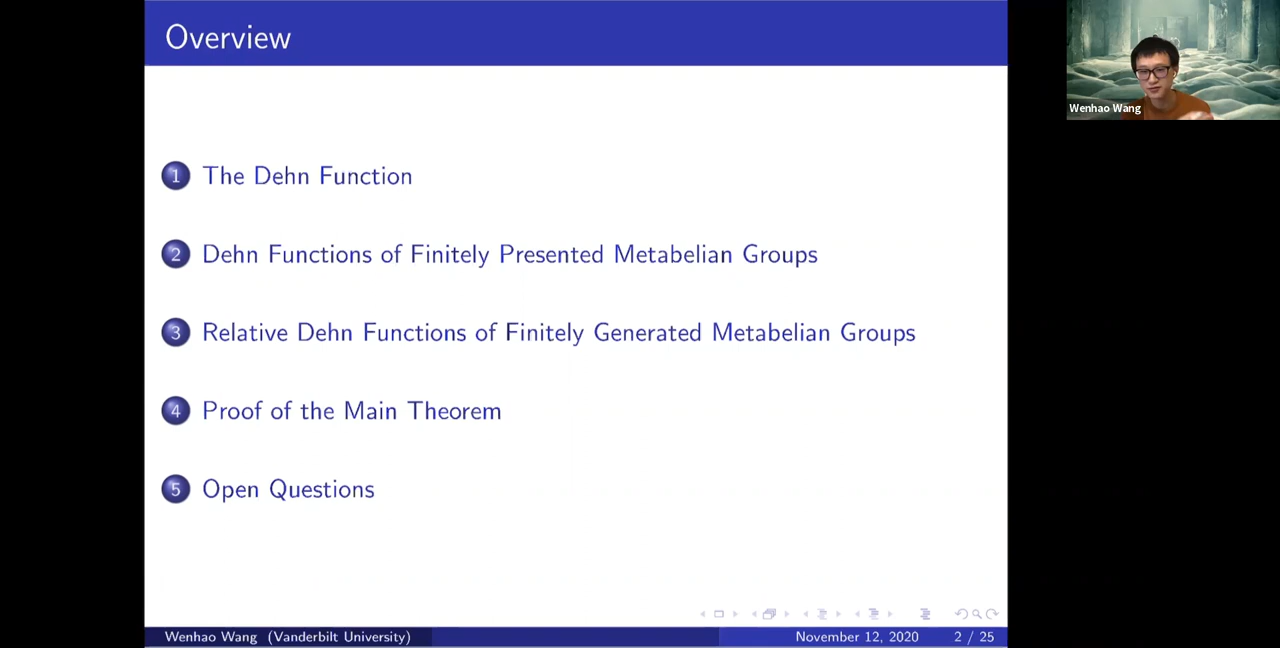 Overview
Wenhao Wang
1 The Dehn Function
2 Dehn Functions of Finitely Presented Metabelian Groups
3 Relative Dehn Functions of Finitely Generated Metabelian Groups
4 Proof of the Main Theorem
5 Open Questions
Wenhao Wang (Vanderbilt University) November 12, 2020 2 / 25